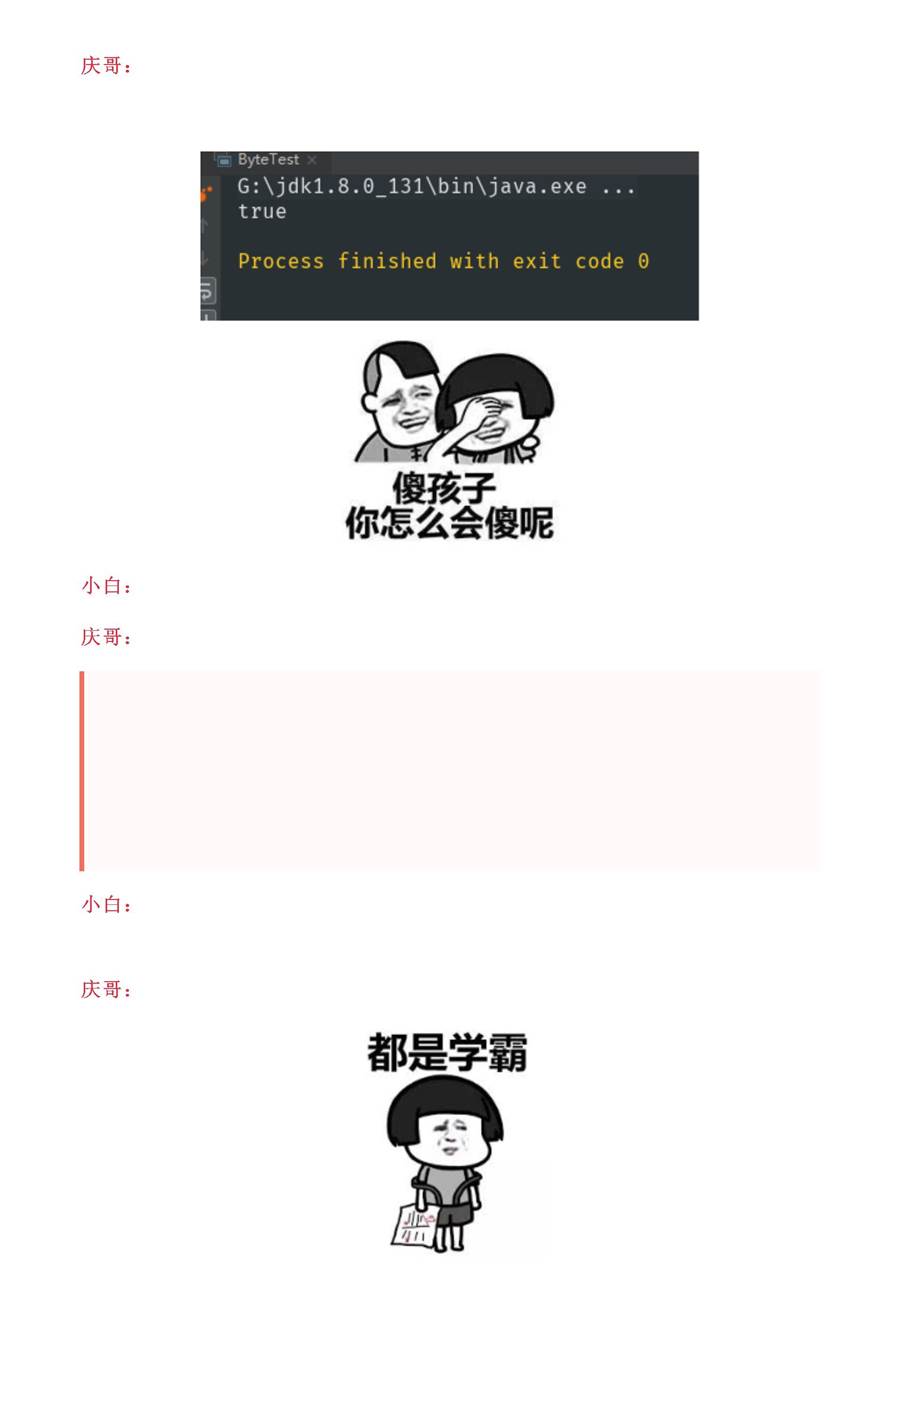 庆哥：
ByteTest ×
G:\jdk1.8.0_131\bin\java.exe ...
true
Process finished with exit code 0
傻孩子
你怎么会傻呢
小白：
庆哥：
小白：
庆哥：
都是学霸